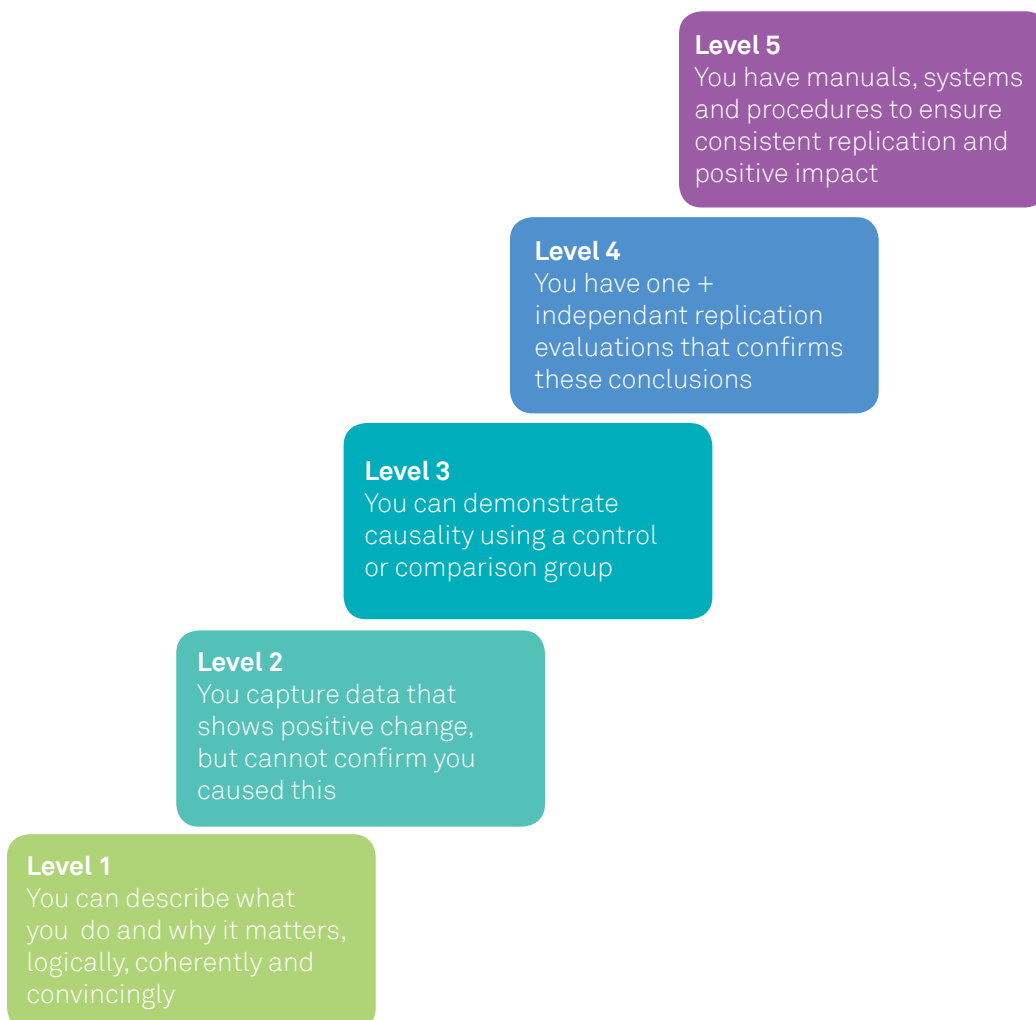 Level 5
You have manuals, systems
and procedures to ensure
consistent replication and
positive impact
Level 4
You have one +
independant replication
evaluations that confirms
these conclusions
Level 3
You can demonstrate
causality using a control
or comparison group
Level 2
You capture data that
shows positive change,
but cannot confirm you
caused this
Level 1
You can describe what
you  do and why it matters,
logically, coherently and
convincingly